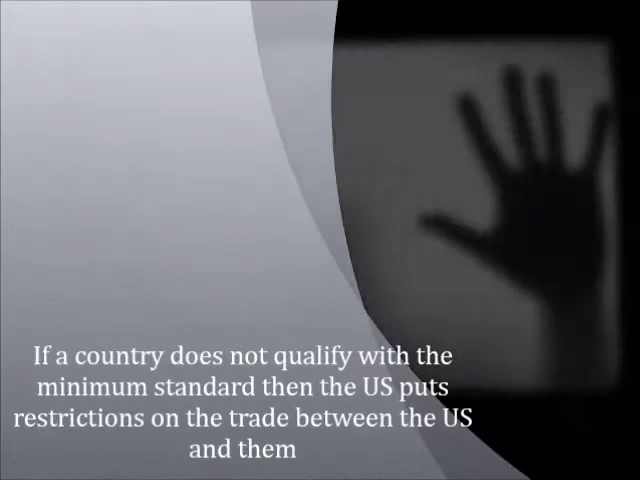 If a country does not qualify with the
minimum standard then the US puts
restrictions on the trade between the US
and them